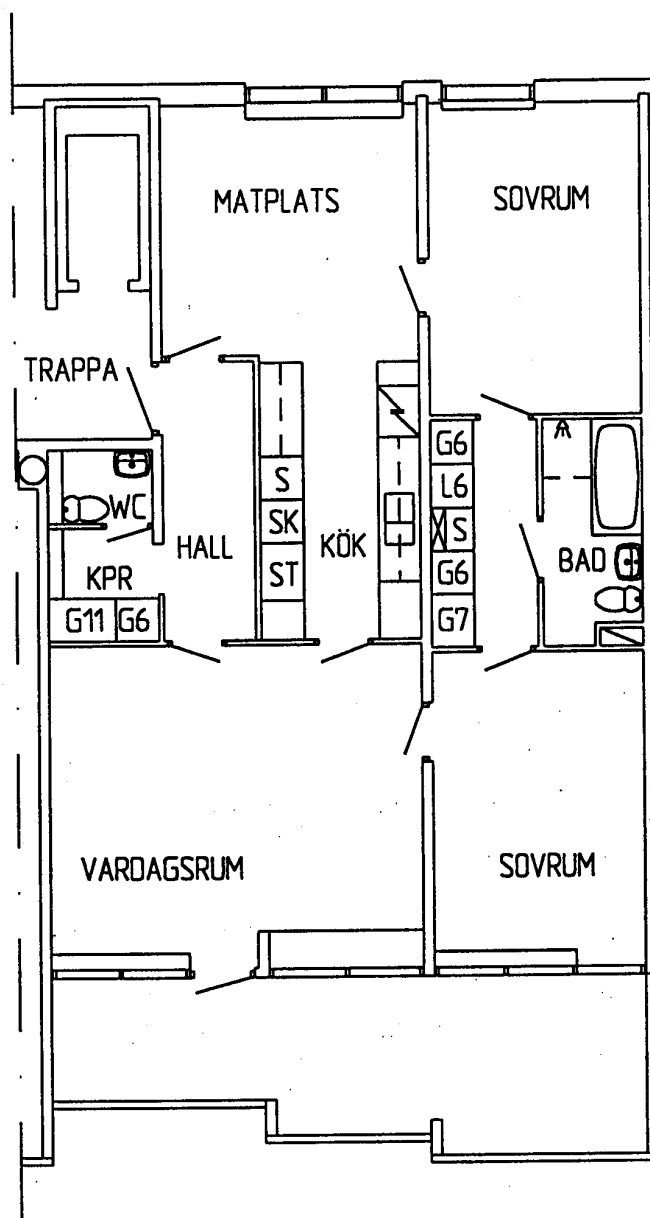 MATPLATS
SOVRUM
TRAPPA
G6
L6
S
G6
G7
S
SK
ST
WC
HALL
KÖK
BAD
KPR
G11 G6
VARDAGSRUM
SOVRUM